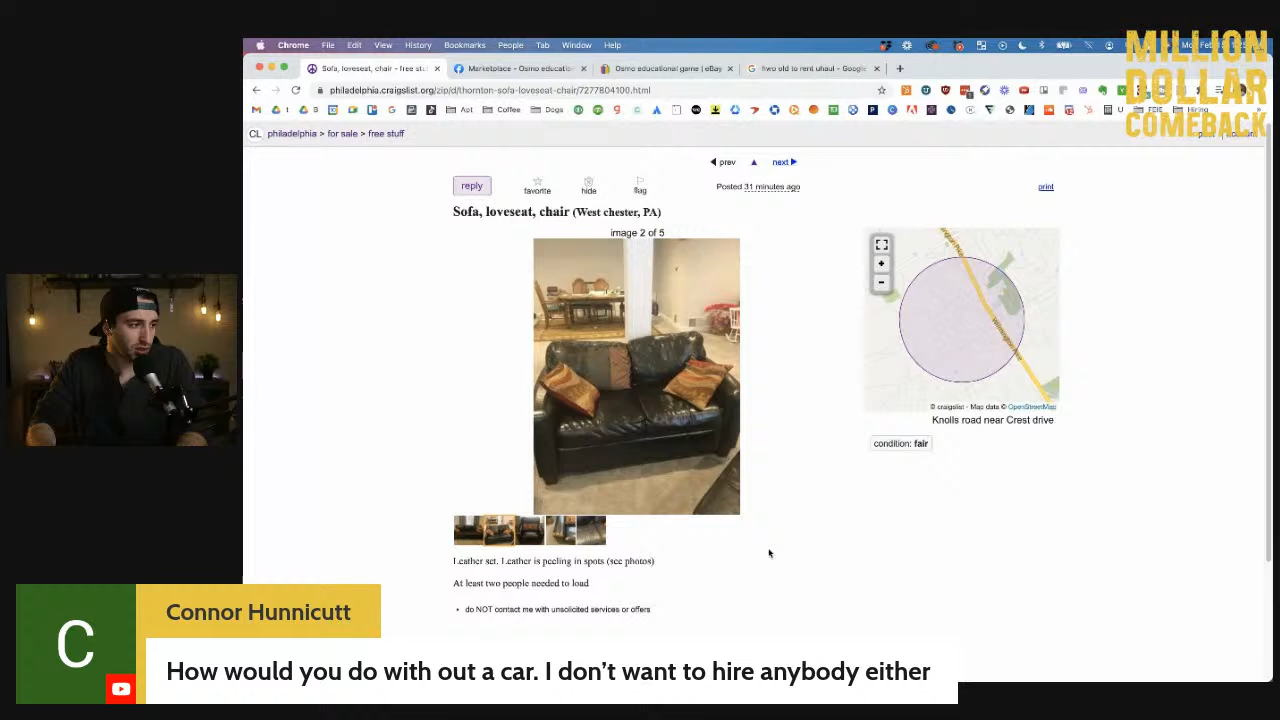 MILLION
DOLLAR
COMEBACK
Chrome File Edit View History Bookmarks People Tab Window Help
Sofa, loveseat, chair - free stu
Marketplace - Osmo education
Osmo educational game | eBay
two old to rent uhaul - Google
philadelphia.craigslist.org/zip/d/thornton-sofa-loveseat-chair/7277804100.html
Apt Coffee Dogs FEIE Hiring
CL philadelphia > for sale > free stuff
prev next
reply favorite hide flag Posted 31 minutes ago print
Sofa, loveseat, chair (West chester, PA)
image 2 of 5
+
-
© craigslist - Map data © OpenStreetMap
Knolls road near Crest drive
condition: fair
Leather set. Leather is peeling in spots (see photos)
At least two people needed to load
• do NOT contact me with unsolicited services or offers
C
Connor Hunnicutt
How would you do with out a car. I don’t want to hire anybody either